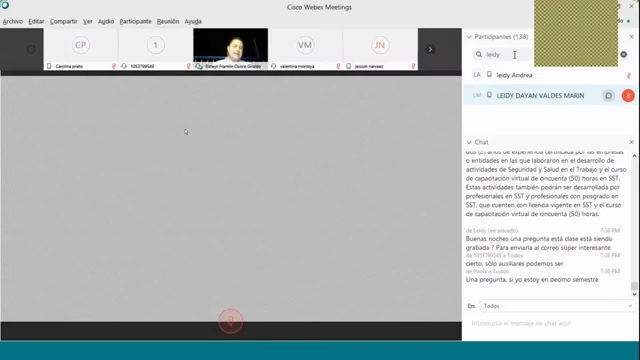 Cisco Webex Meetings
Archivo Editar Compartir Ver Audio Participante Reunión Ayuda
CP
1
VM
JN
Carolina prieto
1053799549
Eisleyn Franklin Osorio Giraldo
valentina montoya
jeisson narvaez
Participantes (138)
leidy
LA
leidy Andrea
LM
LEIDY DAYAN VALDES MARIN
Chat
dos (2) años de experiencia certificada por las empresas
o entidades en las que laboraron en el desarrollo de
actividades de Seguridad y Salud en el Trabajo y el curso
de capacitación virtual de cincuenta (50) horas en SST.
Estas actividades también podrán ser desarrollada por
profesionales en SST y profesionales con posgrado en
SST, que cuenten con licencia vigente en SST y el curso
de capacitación virtual de cincuenta (50) horas.
de Leidy (en privado): 7:38 PM
Buenas noches una pregunta está clase está siendo
grabada ? Para enviarla al correo súper interesante
de 1053799549 a Todos: 7:38 PM
cierto, sólo auxiliares podemos ser
de Paola a Todos: 7:38 PM
Una pregunta, si yo estoy en decimo semestre
En: Todos
Introduzca el mensaje de chat aquí